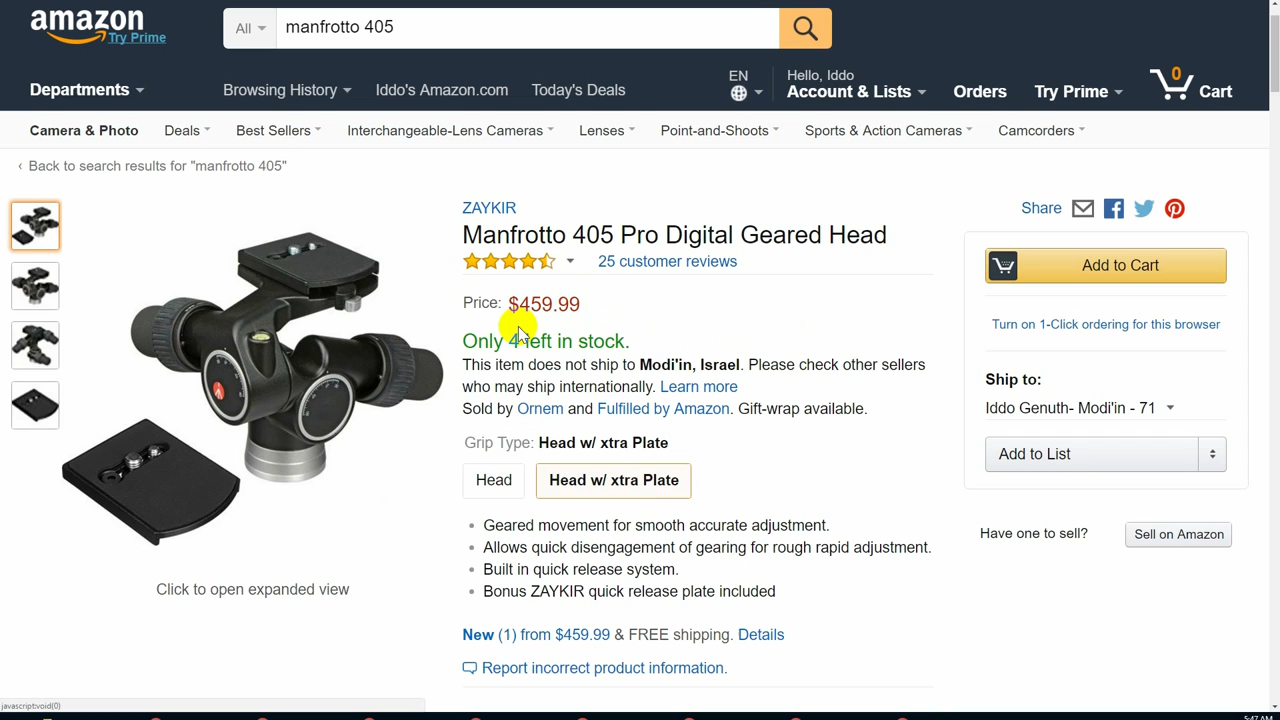 amazon
Try Prime
All
manfrotto 405
Departments
Browsing History
Iddo's Amazon.com
Today's Deals
EN
Hello, Iddo
Account & Lists
Orders
Try Prime
0
Cart
Camera & Photo
Deals
Best Sellers
Interchangeable-Lens Cameras
Lenses
Point-and-Shoots
Sports & Action Cameras
Camcorders
‹ Back to search results for "manfrotto 405"
ZAYKIR
Manfrotto 405 Pro Digital Geared Head
25 customer reviews
Price: $459.99
Only 4 left in stock.
This item does not ship to Modi'in, Israel. Please check other sellers
who may ship internationally. Learn more
Sold by Ornem and Fulfilled by Amazon. Gift-wrap available.
Grip Type: Head w/ xtra Plate
Head
Head w/ xtra Plate
• Geared movement for smooth accurate adjustment.
• Allows quick disengagement of gearing for rough rapid adjustment.
• Built in quick release system.
• Bonus ZAYKIR quick release plate included
New (1) from $459.99 & FREE shipping. Details
Report incorrect product information.
Click to open expanded view
Share
Add to Cart
Turn on 1-Click ordering for this browser
Ship to:
Iddo Genuth- Modi'in - 71
Add to List
Have one to sell?
Sell on Amazon
javascript:void(0)
5:47 AM